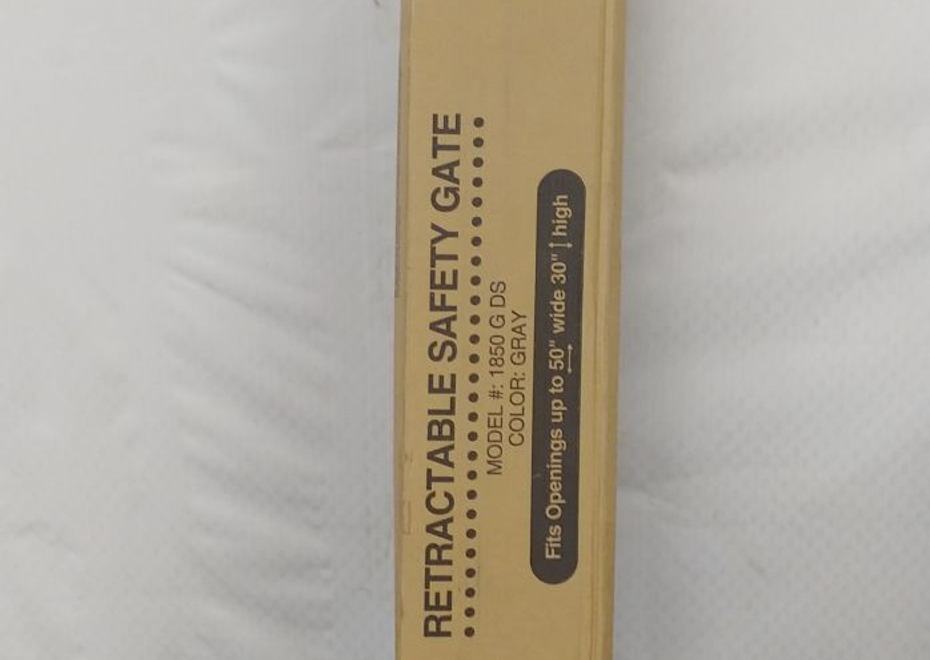 RETRACTABLE SAFETY GATE
MODEL #: 1850 G DS
COLOR: GRAY
Fits Openings up to 50" wide 30" high